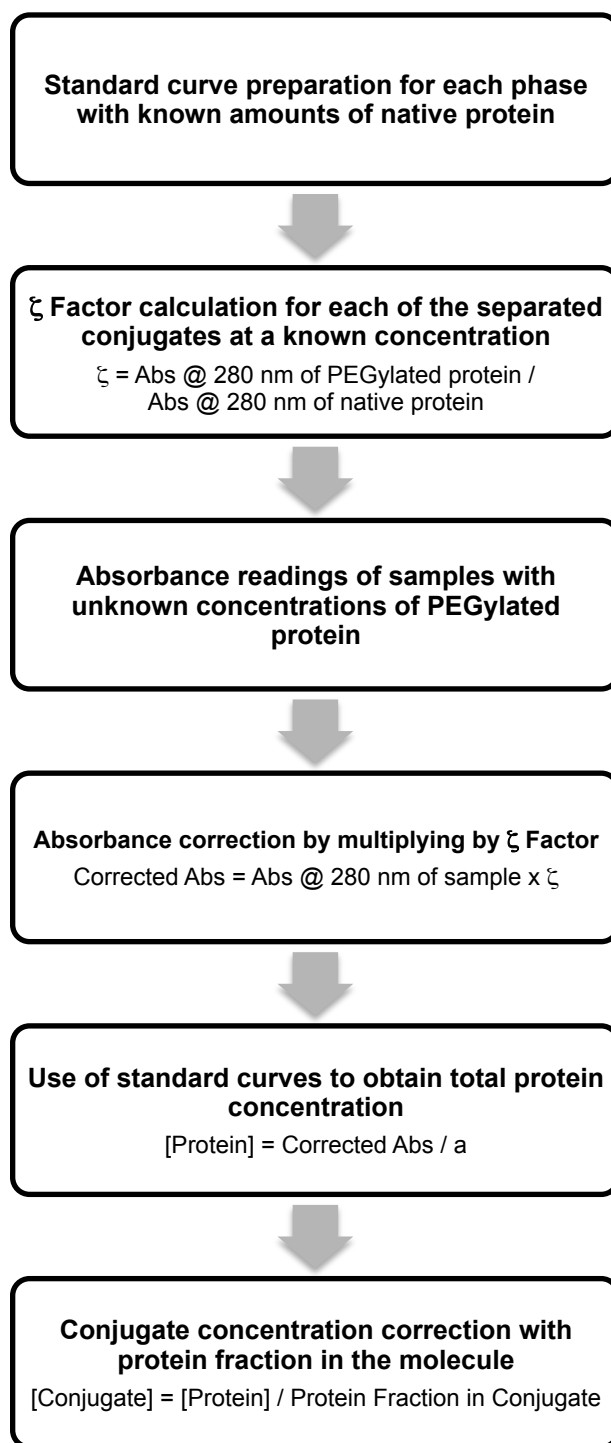 Standard curve preparation for each phase
with known amounts of native protein
ζ Factor calculation for each of the separated
conjugates at a known concentration
ζ = Abs @ 280 nm of PEGylated protein /
Abs @ 280 nm of native protein
Absorbance readings of samples with
unknown concentrations of PEGylated
protein
Absorbance correction by multiplying by ζ Factor
Corrected Abs = Abs @ 280 nm of sample x ζ
Use of standard curves to obtain total protein
concentration
[Protein] = Corrected Abs / a
Conjugate concentration correction with
protein fraction in the molecule
[Conjugate] = [Protein] / Protein Fraction in Conjugate